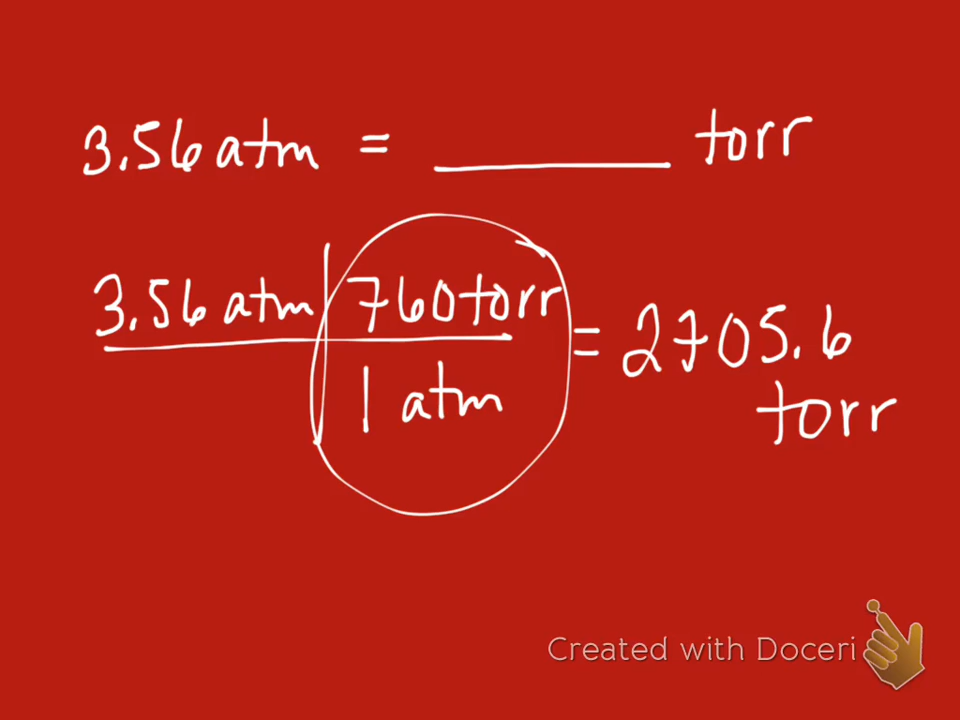 3.56 atm = ______ torr
3.56 atm | 760 torr
1 atm
= 2705.6
torr
Created with Doceri